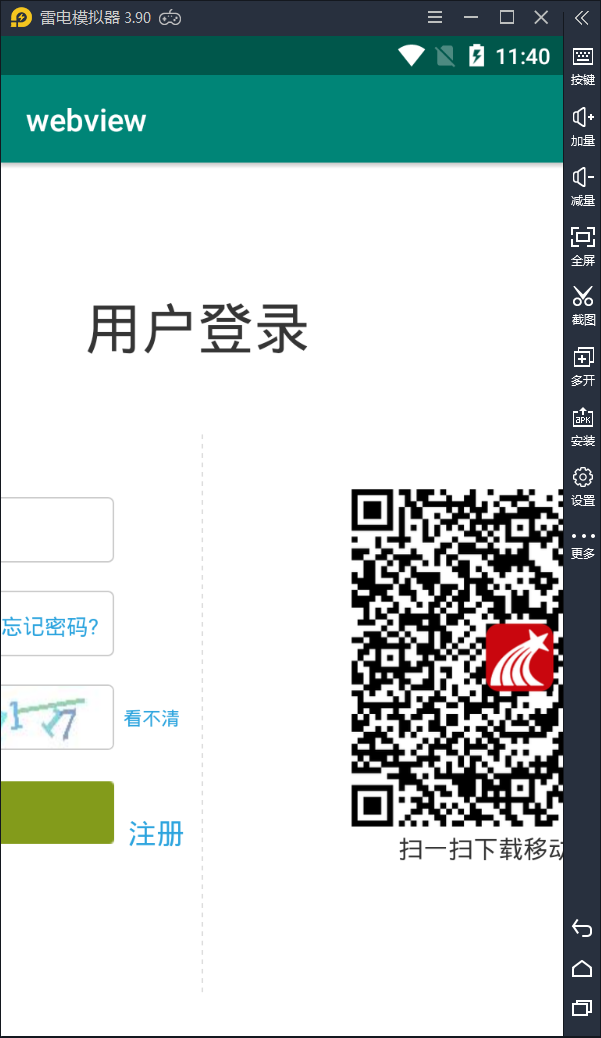 雷电模拟器 3.90
11:40
webview
用户登录
忘记密码?
看不清
注册
扫一扫下载移动
按键
加量
减量
全屏
截图
多开
APK
安装
设置
更多